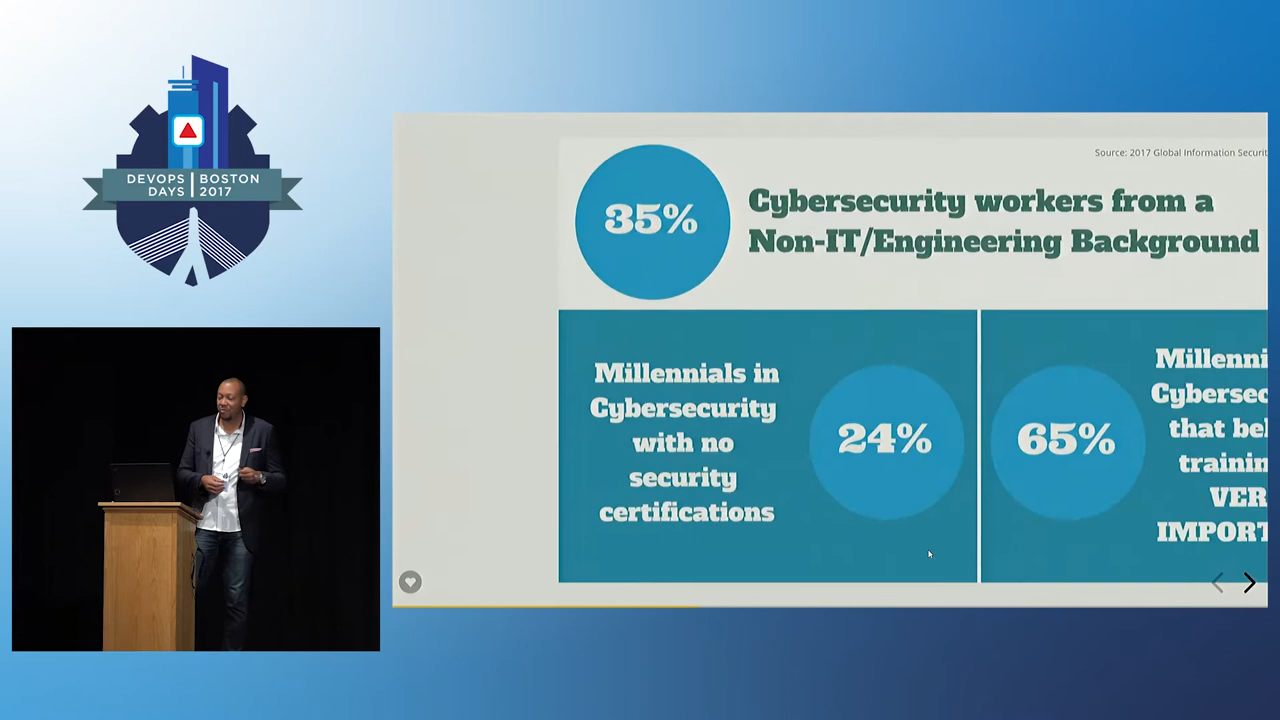 DEVOPS BOSTON
DAYS 2017
Source: 2017 Global Information Securit
35%
Cybersecurity workers from a
Non-IT/Engineering Background
Millennials in
Cybersecurity
with no
security
certifications
24%
65%
Millenni
Cybersec
that bel
trainin
VER
IMPORT